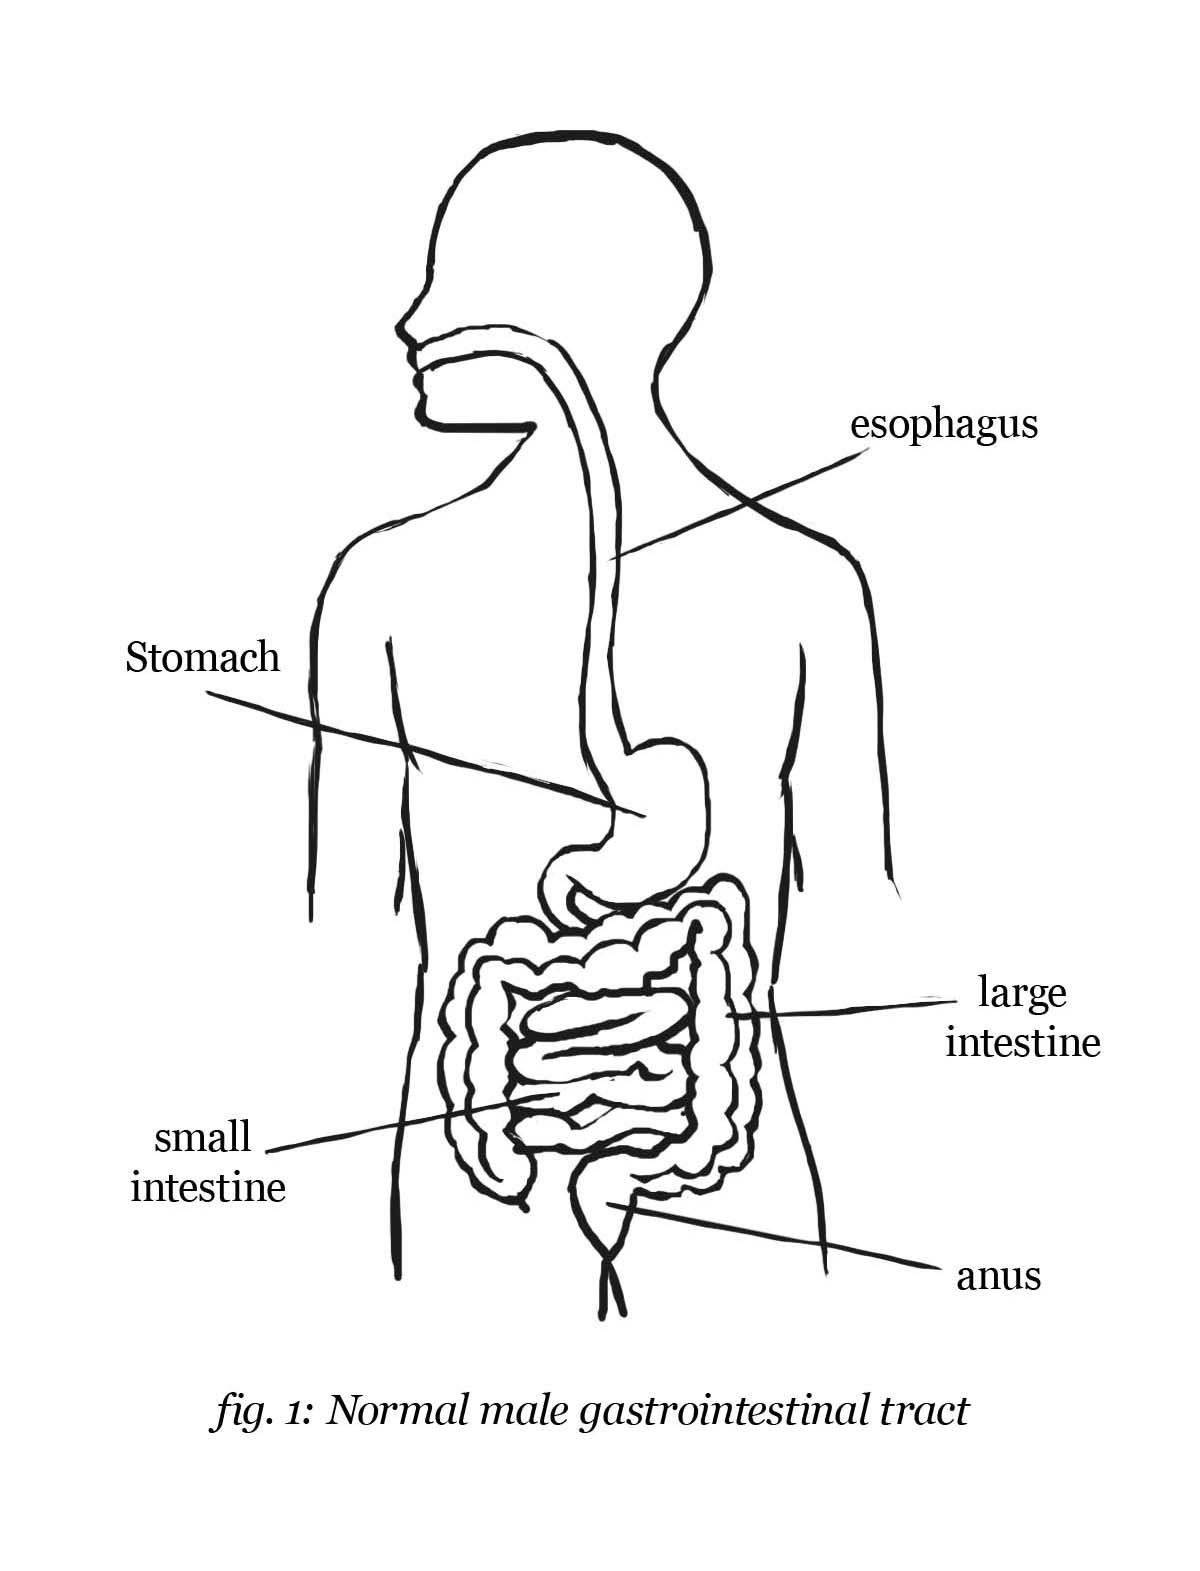 esophagus
Stomach
large
intestine
small
intestine
anus
fig. 1: Normal male gastrointestinal tract